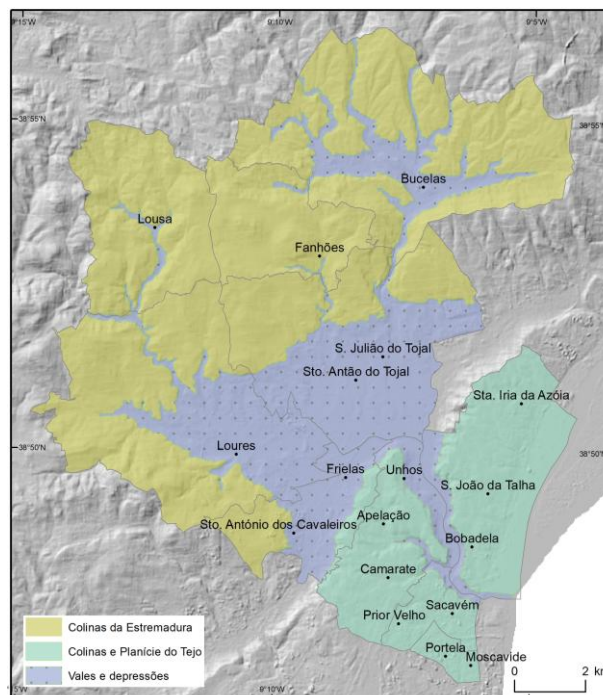 9°15'W
9°10'W
9°5'W
38°55'N
38°55'N
Bucelas
Lousa
Fanhões
S. Julião do Tojal
Sto. Antão do Tojal
Sta. Iria da Azóia
38°50'N
38°50'N
Loures
Frielas
Unhos
S. João da Talha
Apelação
Sto. António dos Cavaleiros
Bobadela
Camarate
Sacavém
Prior Velho
Portela
Moscavide
Colinas da Estremadura
Colinas e Planície do Tejo
Vales e depressões
0 2 km
9°10'W